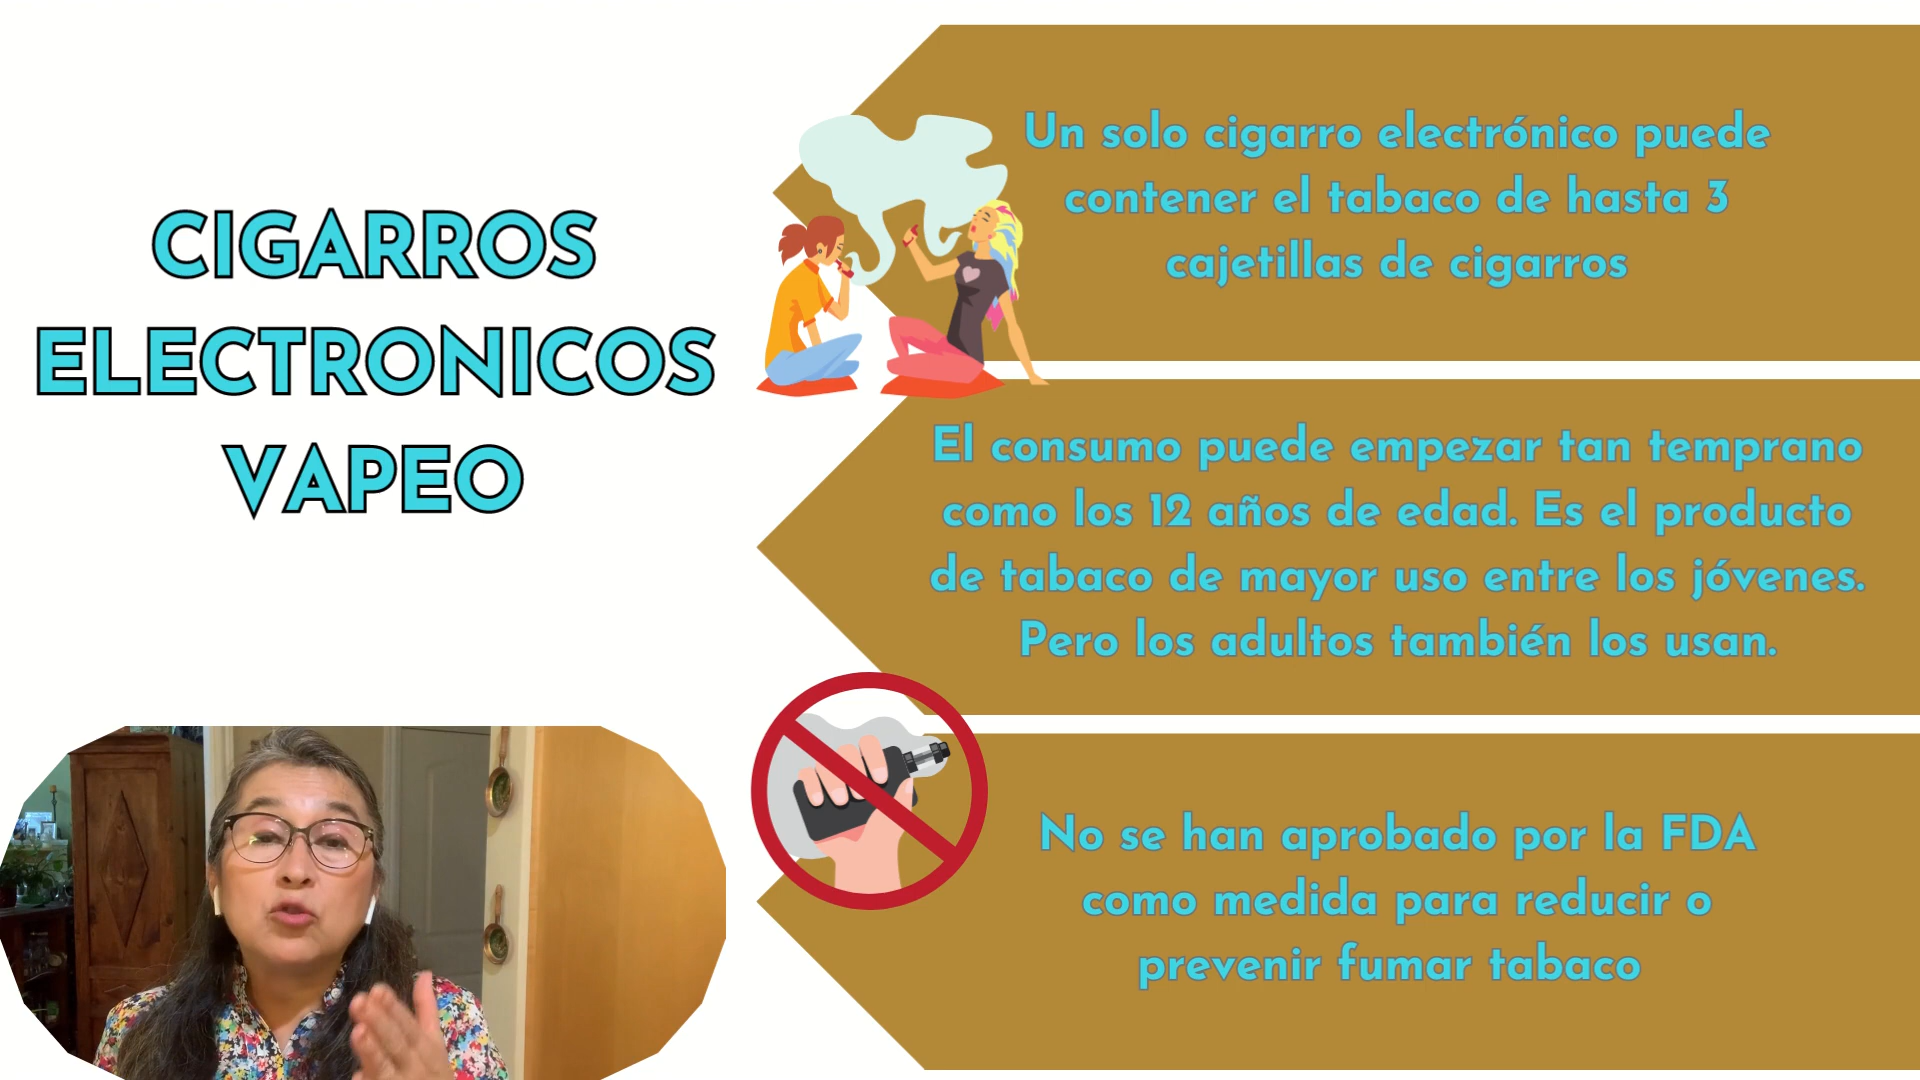 CIGARROS
ELECTRONICOS
VAPEO
Un solo cigarro electrónico puede
contener el tabaco de hasta 3
cajetillas de cigarros
El consumo puede empezar tan temprano
como los 12 años de edad. Es el producto
de tabaco de mayor uso entre los jóvenes.
Pero los adultos también los usan.
No se han aprobado por la FDA
como medida para reducir o
prevenir fumar tabaco